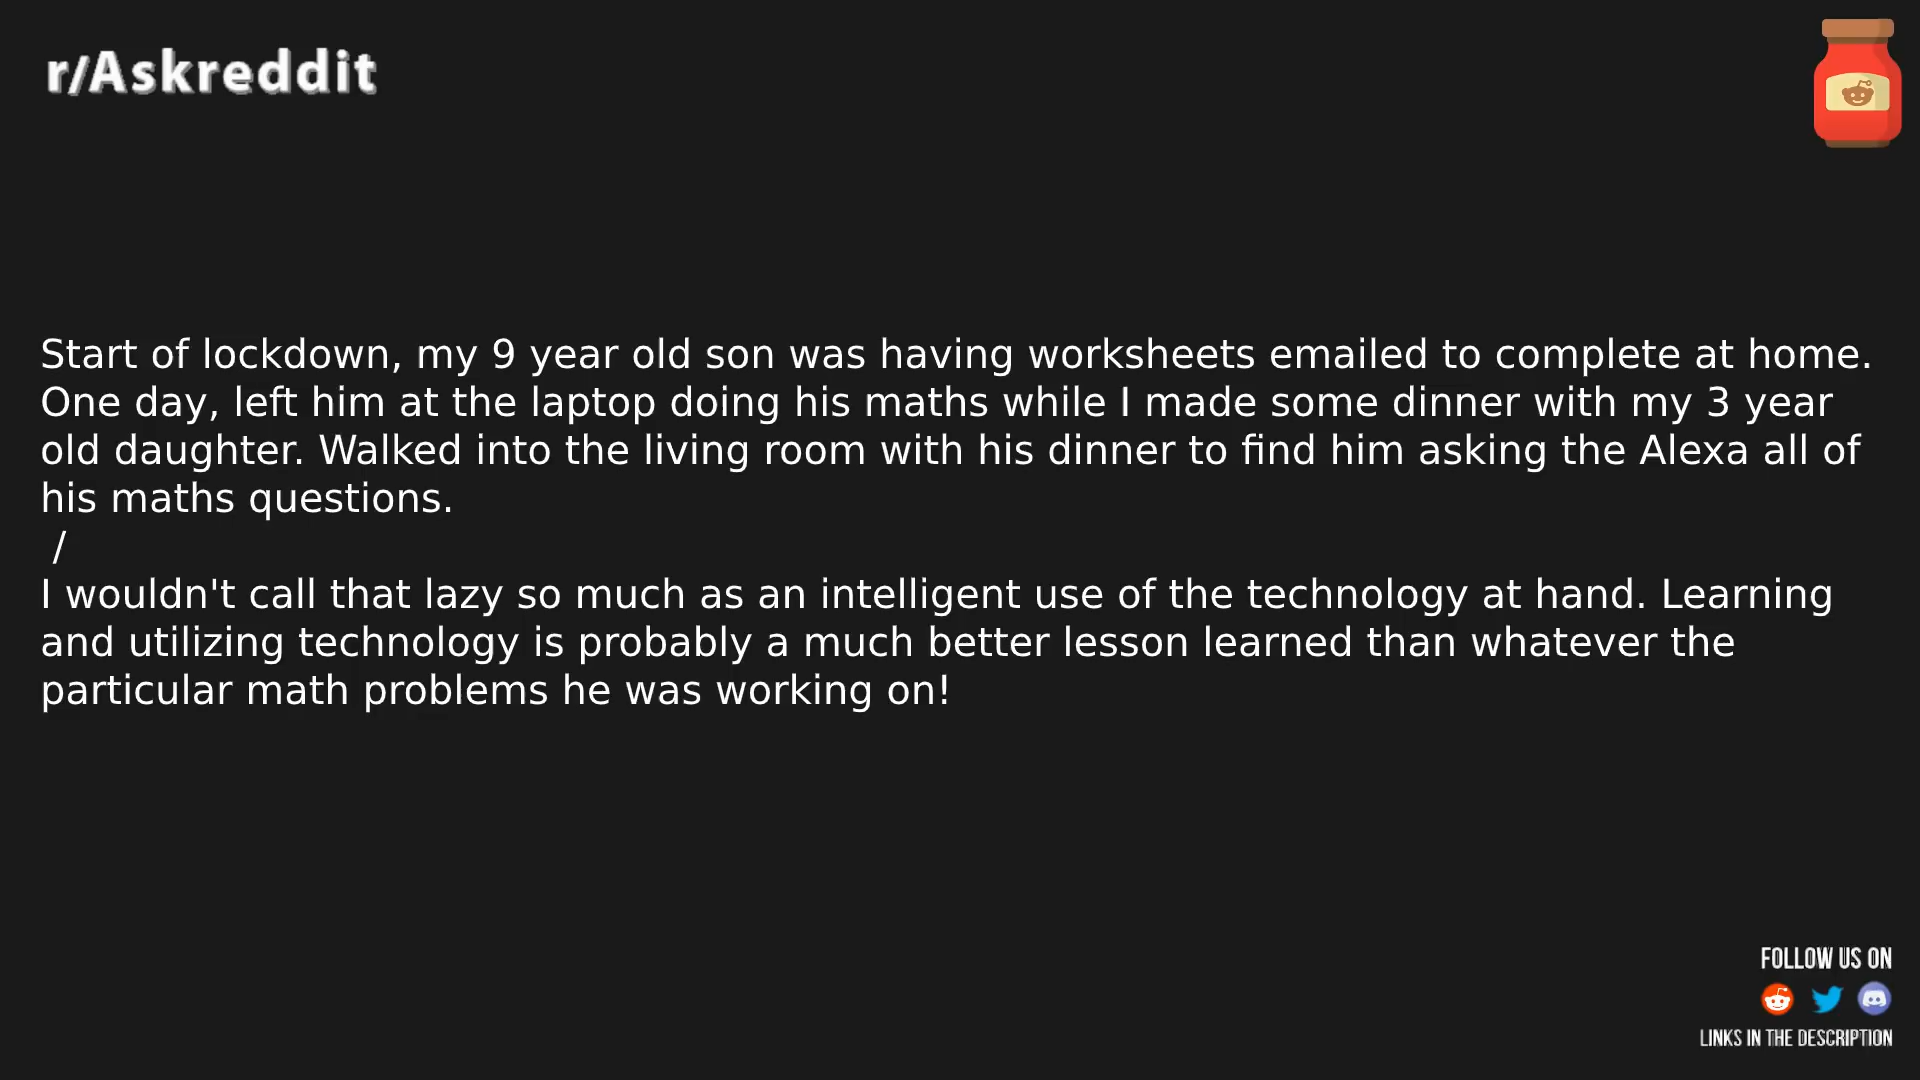 r/Askreddit
Start of lockdown, my 9 year old son was having worksheets emailed to complete at home.
One day, left him at the laptop doing his maths while I made some dinner with my 3 year
old daughter. Walked into the living room with his dinner to find him asking the Alexa all of
his maths questions.
/
I wouldn't call that lazy so much as an intelligent use of the technology at hand. Learning
and utilizing technology is probably a much better lesson learned than whatever the
particular math problems he was working on!
FOLLOW US ON
LINKS IN THE DESCRIPTION